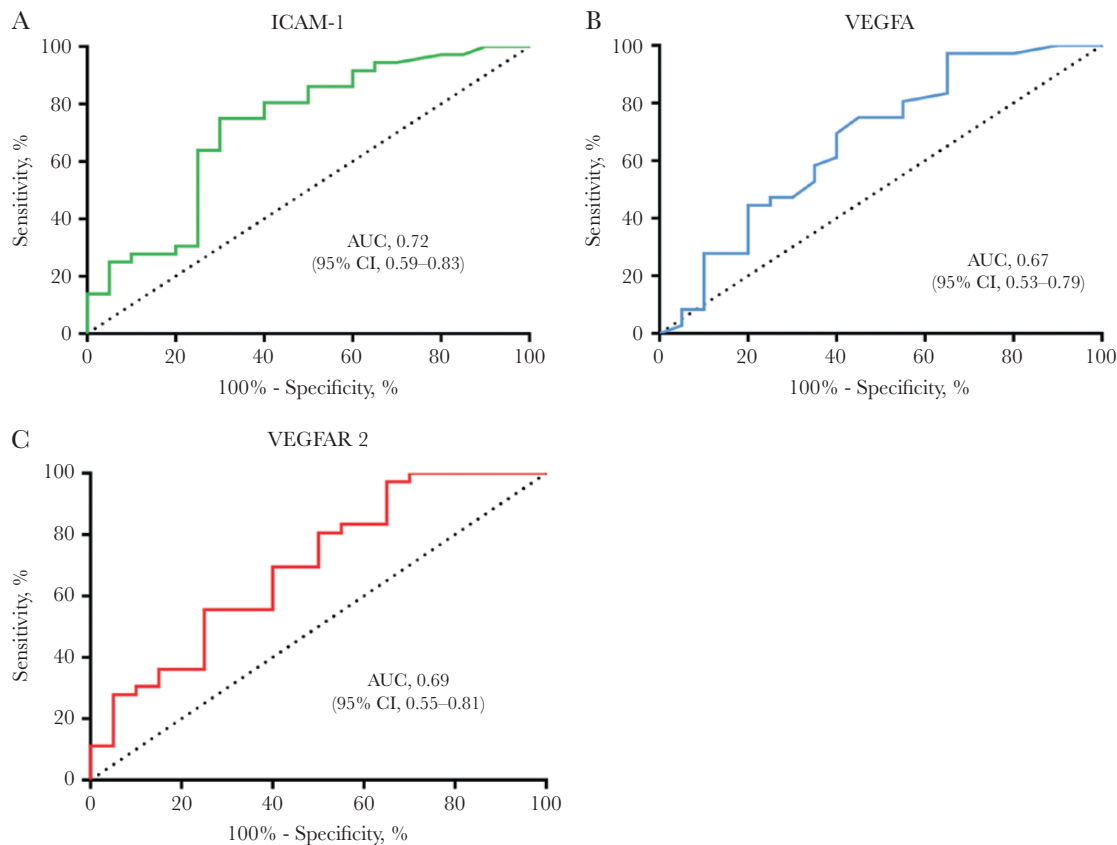 A
ICAM-1
100
80
60
40
20
0
Sensitivity, %
AUC, 0.72
(95% CI, 0.59–0.83)
0 20 40 60 80 100
100% - Specificity, %
B
VEGFA
100
80
60
40
20
0
Sensitivity, %
AUC, 0.67
(95% CI, 0.53–0.79)
0 20 40 60 80 100
100% - Specificity, %
C
VEGFAR 2
100
80
60
40
20
0
Sensitivity, %
AUC, 0.69
(95% CI, 0.55–0.81)
0 20 40 60 80 100
100% - Specificity, %